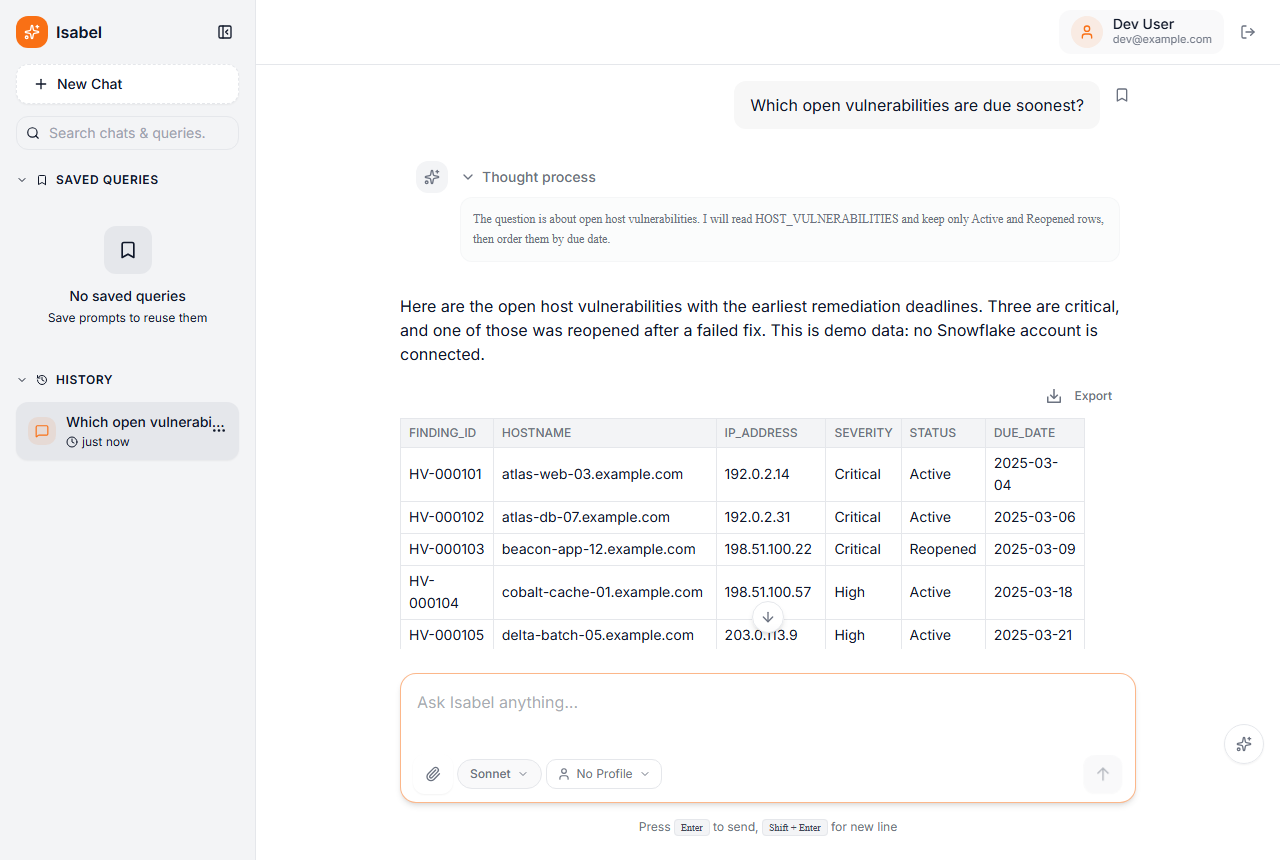 Isabel
New Chat
Search chats & queries.
SAVED QUERIES
No saved queries
Save prompts to reuse them
HISTORY
Which open vulnerabi...
just now
Dev User
dev@example.com
Which open vulnerabilities are due soonest?
Thought process
The question is about open host vulnerabilities. I will read HOST_VULNERABILITIES and keep only Active and Reopened rows,
then order them by due date.
Here are the open host vulnerabilities with the earliest remediation deadlines. Three are critical,
and one of those was reopened after a failed fix. This is demo data: no Snowflake account is
connected.
Export
FINDING_ID HOSTNAME IP_ADDRESS SEVERITY STATUS DUE_DATE
HV-000101 atlas-web-03.example.com 192.0.2.14 Critical Active 2025-03-
04
HV-000102 atlas-db-07.example.com 192.0.2.31 Critical Active 2025-03-06
HV-000103 beacon-app-12.example.com 198.51.100.22 Critical Reopened 2025-03-09
HV-
000104 cobalt-cache-01.example.com 198.51.100.57 High Active 2025-03-18
HV-000105 delta-batch-05.example.com 203.0.113.9 High Active 2025-03-21
Ask Isabel anything...
Sonnet
No Profile
Press Enter to send, Shift + Enter for new line